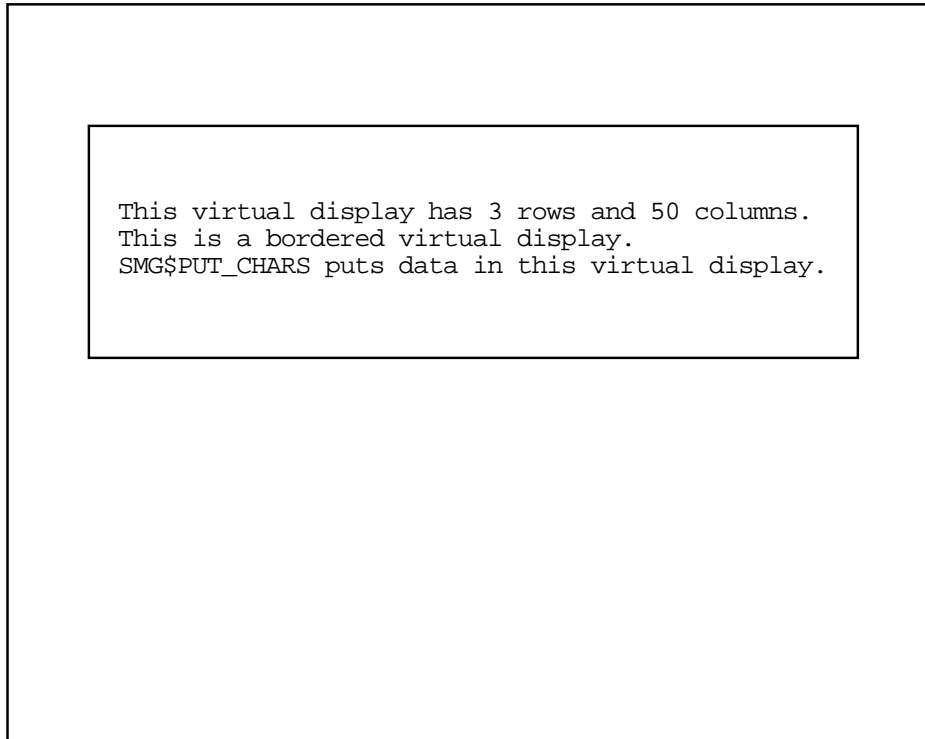 This virtual display has 3 rows and 50 columns.
This is a bordered virtual display.
SMG$PUT_CHARS puts data in this virtual display.